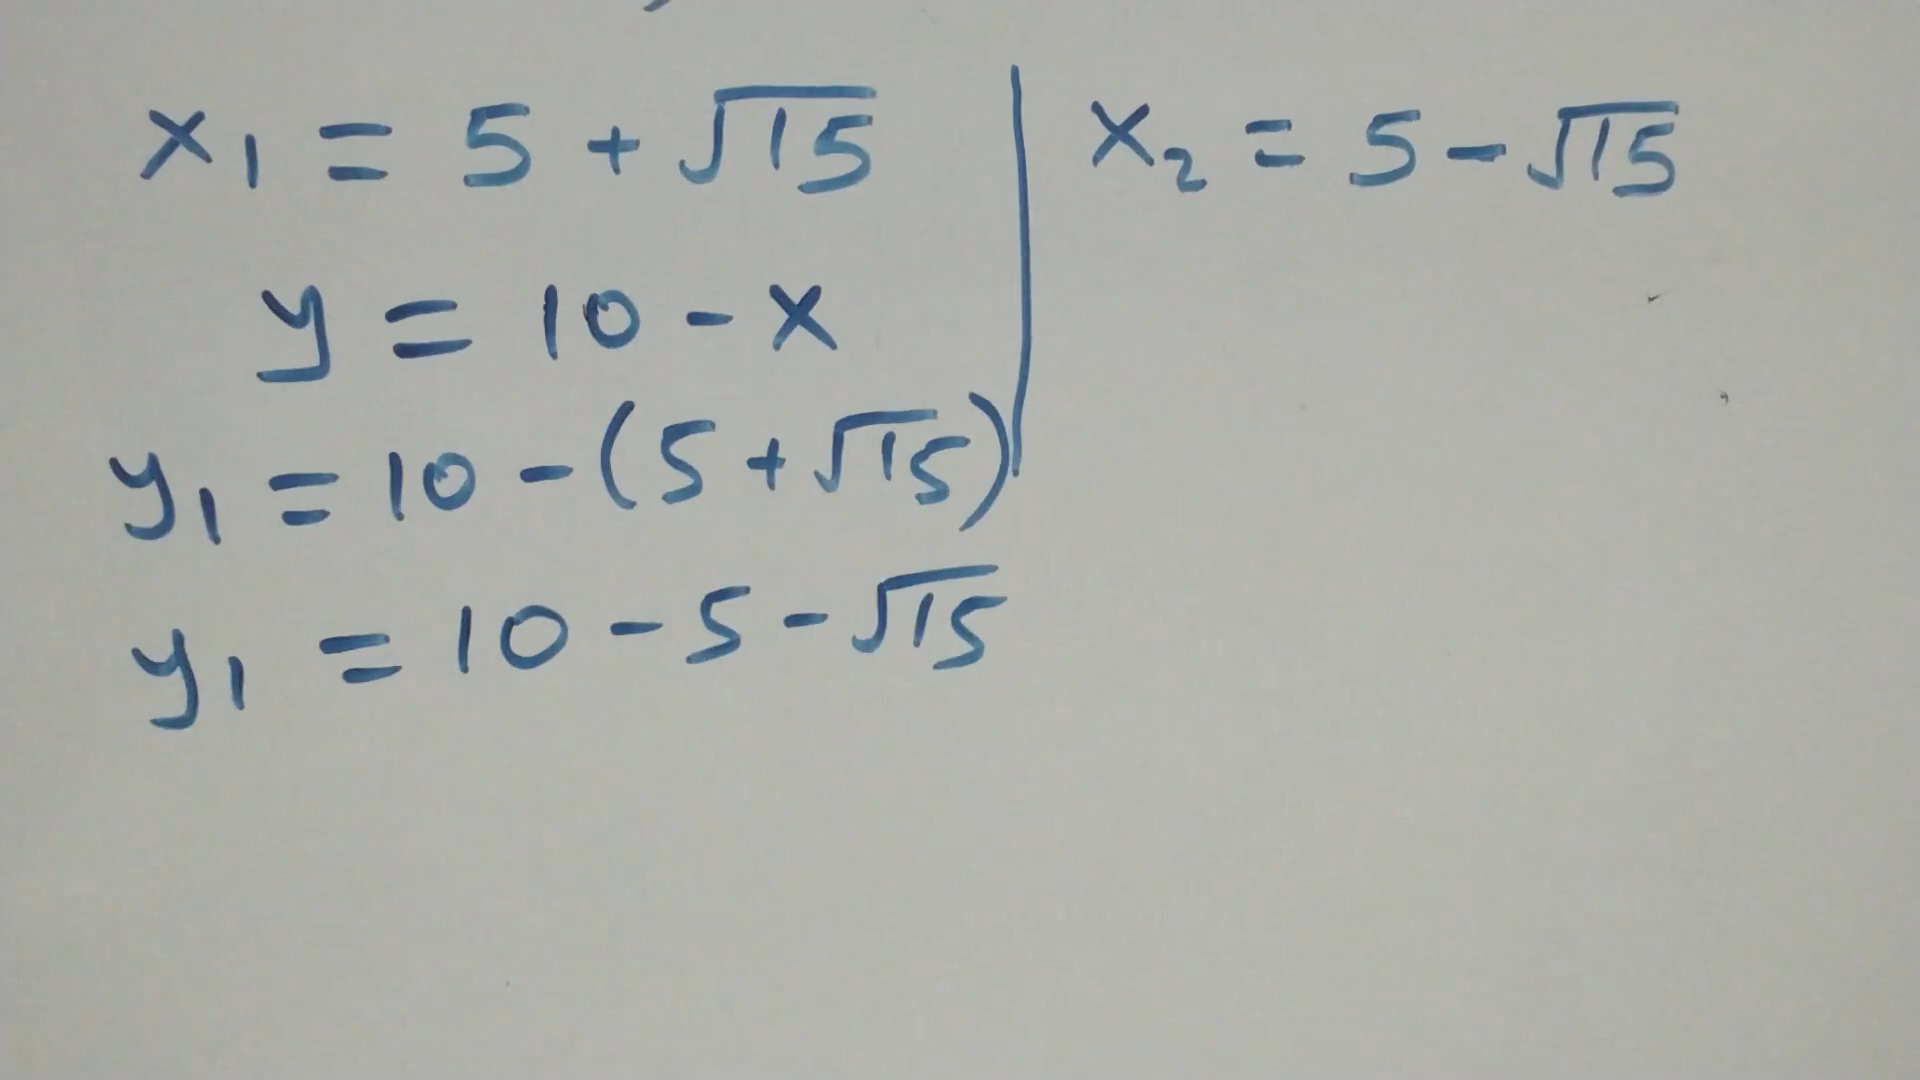 x₁ = 5 + √15
y = 10 - x
y₁ = 10 - (5 + √15)
y₁ = 10 - 5 - √15
x₂ = 5 - √15